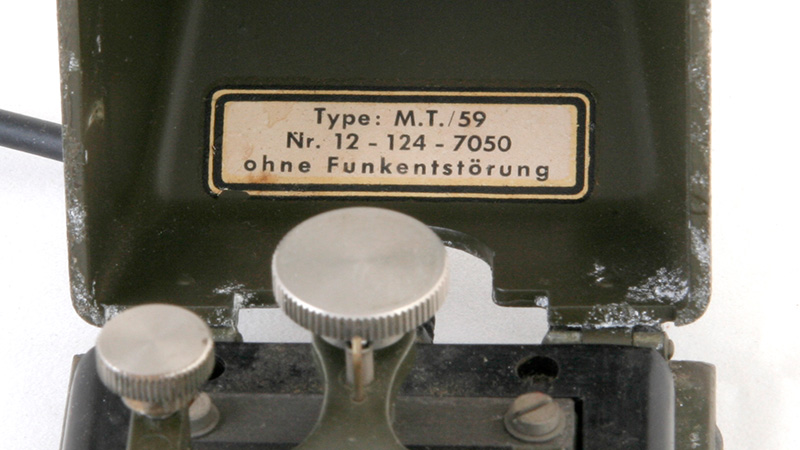 Type: M.T./59
Nr. 12 - 124 - 7050
ohne Funkentstörung